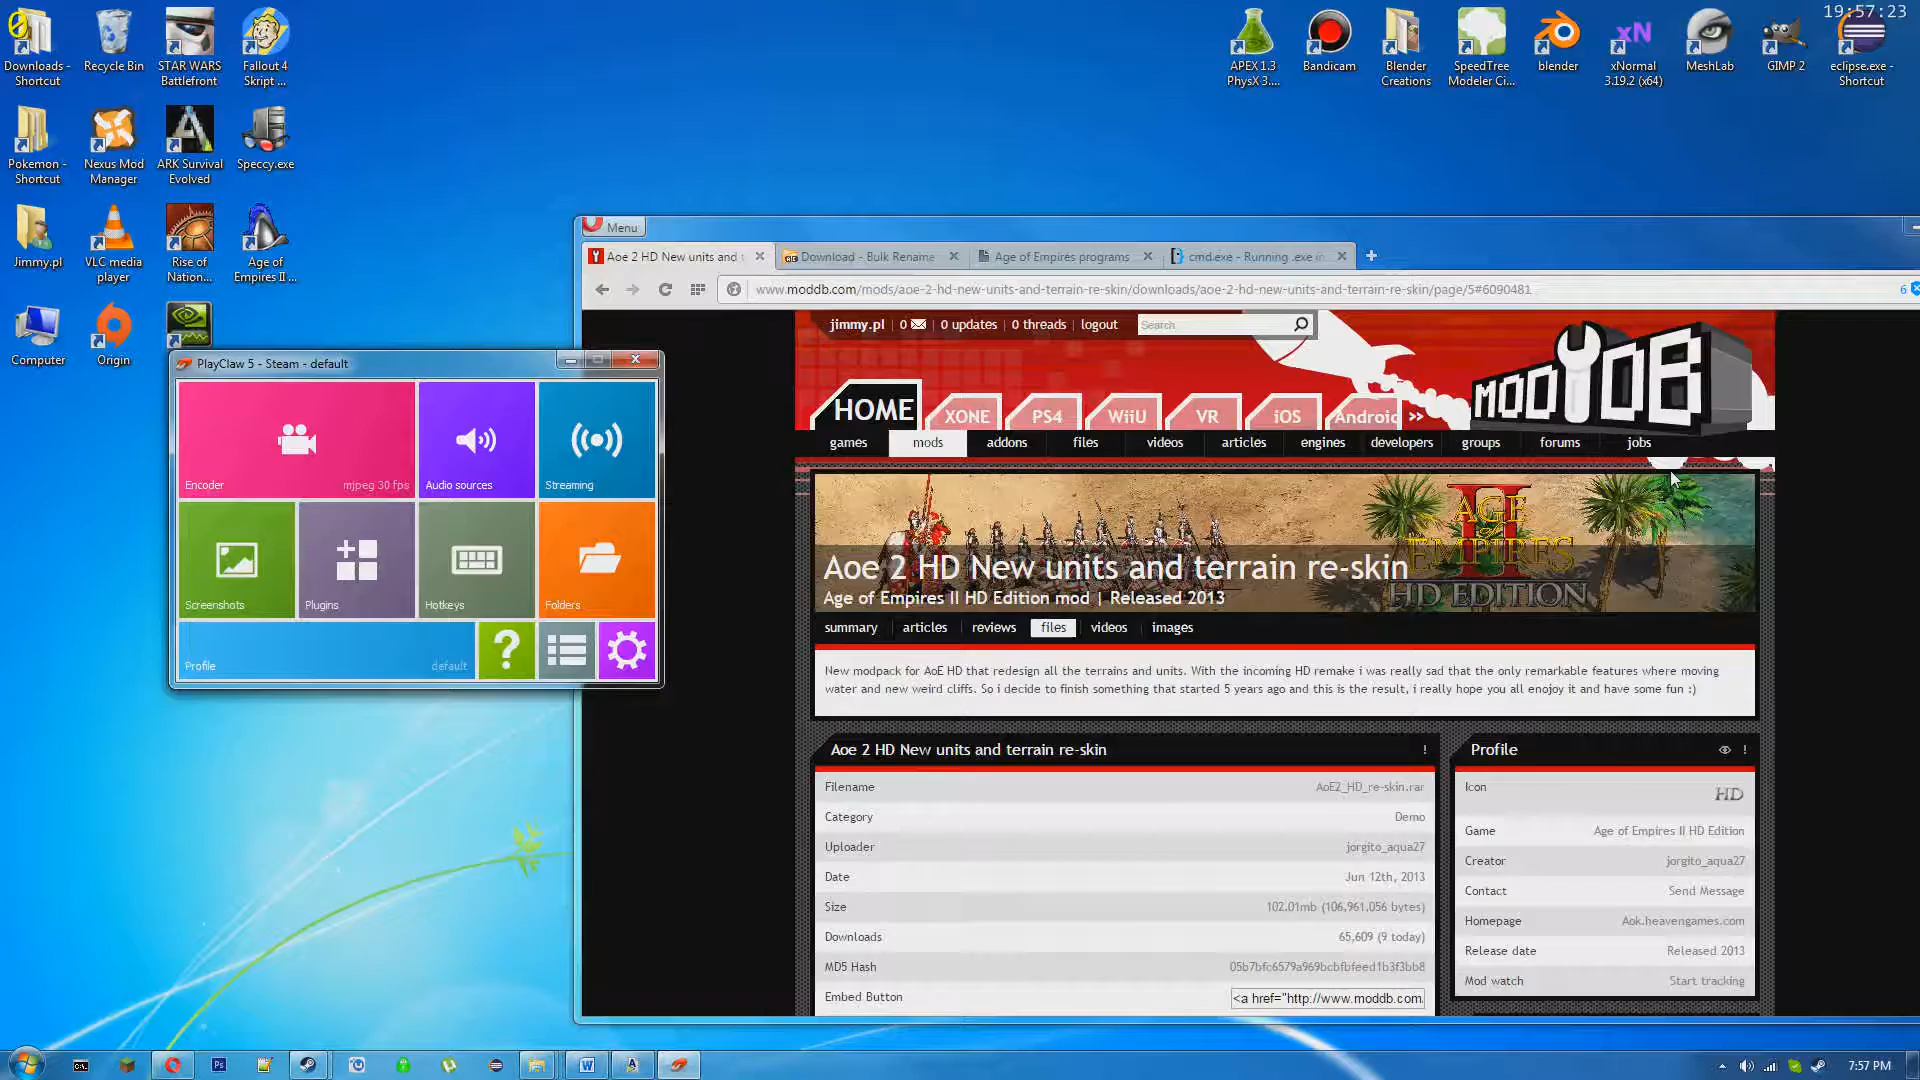 19:57:23
Downloads -
Shortcut
Recycle Bin
STAR WARS
Battlefront
Fallout 4
Skript ...
APEX 1.3
PhysX 3....
Bandicam
Blender
Creations
SpeedTree
Modeler Ci...
blender
xN
xNormal
3.19.2 (x64)
MeshLab
GIMP 2
eclipse.exe -
Shortcut
Pokemon -
Shortcut
Nexus Mod
Manager
ARK Survival
Evolved
Speccy.exe
Jimmy.pl
VLC media
player
Rise of
Nation...
Age of
Empires II ...
Computer
Origin
Menu
Aoe 2 HD New units and t
Download - Bulk Rename
Age of Empires programs
cmd.exe - Running .exe in
www.moddb.com/mods/aoe-2-hd-new-units-and-terrain-re-skin/downloads/aoe-2-hd-new-units-and-terrain-re-skin/page/5#6090481
6
jimmy.pl | 0 | 0 updates | 0 threads | logout
Search
MODDB
HOME
XONE
PS4
WiiU
VR
iOS
Android
»
games
mods
addons
files
videos
articles
engines
developers
groups
forums
jobs
AGE
of
EMPIRES
II
HD EDITION
Aoe 2 HD New units and terrain re-skin
Age of Empires II HD Edition mod | Released 2013
summary
articles
reviews
files
videos
images
New modpack for AoE HD that redesign all the terrains and units. With the incoming HD remake i was really sad that the only remarkable features where moving
water and new weird cliffs. So i decide to finish something that started 5 years ago and this is the result, i really hope you all enojoy it and have some fun :)
Aoe 2 HD New units and terrain re-skin
!
Filename AoE2_HD_re-skin.rar
Category Demo
Uploader jorgito_aqua27
Date Jun 12th, 2013
Size 102.01mb (106,961,056 bytes)
Downloads 65,609 (9 today)
MD5 Hash 05b7bfc6579a969bcbfbfeed1b3f3bb8
Embed Button <a href="http://www.moddb.com,
Profile
!
Icon HD
Game Age of Empires II HD Edition
Creator jorgito_aqua27
Contact Send Message
Homepage Aok.heavengames.com
Release date Released 2013
Mod watch Start tracking
PlayClaw 5 - Steam - default
Encoder
mjpeg 30 fps
Audio sources
Streaming
Screenshots
Plugins
Hotkeys
Folders
Profile
default
?
C:\
Ps
W
7:57 PM